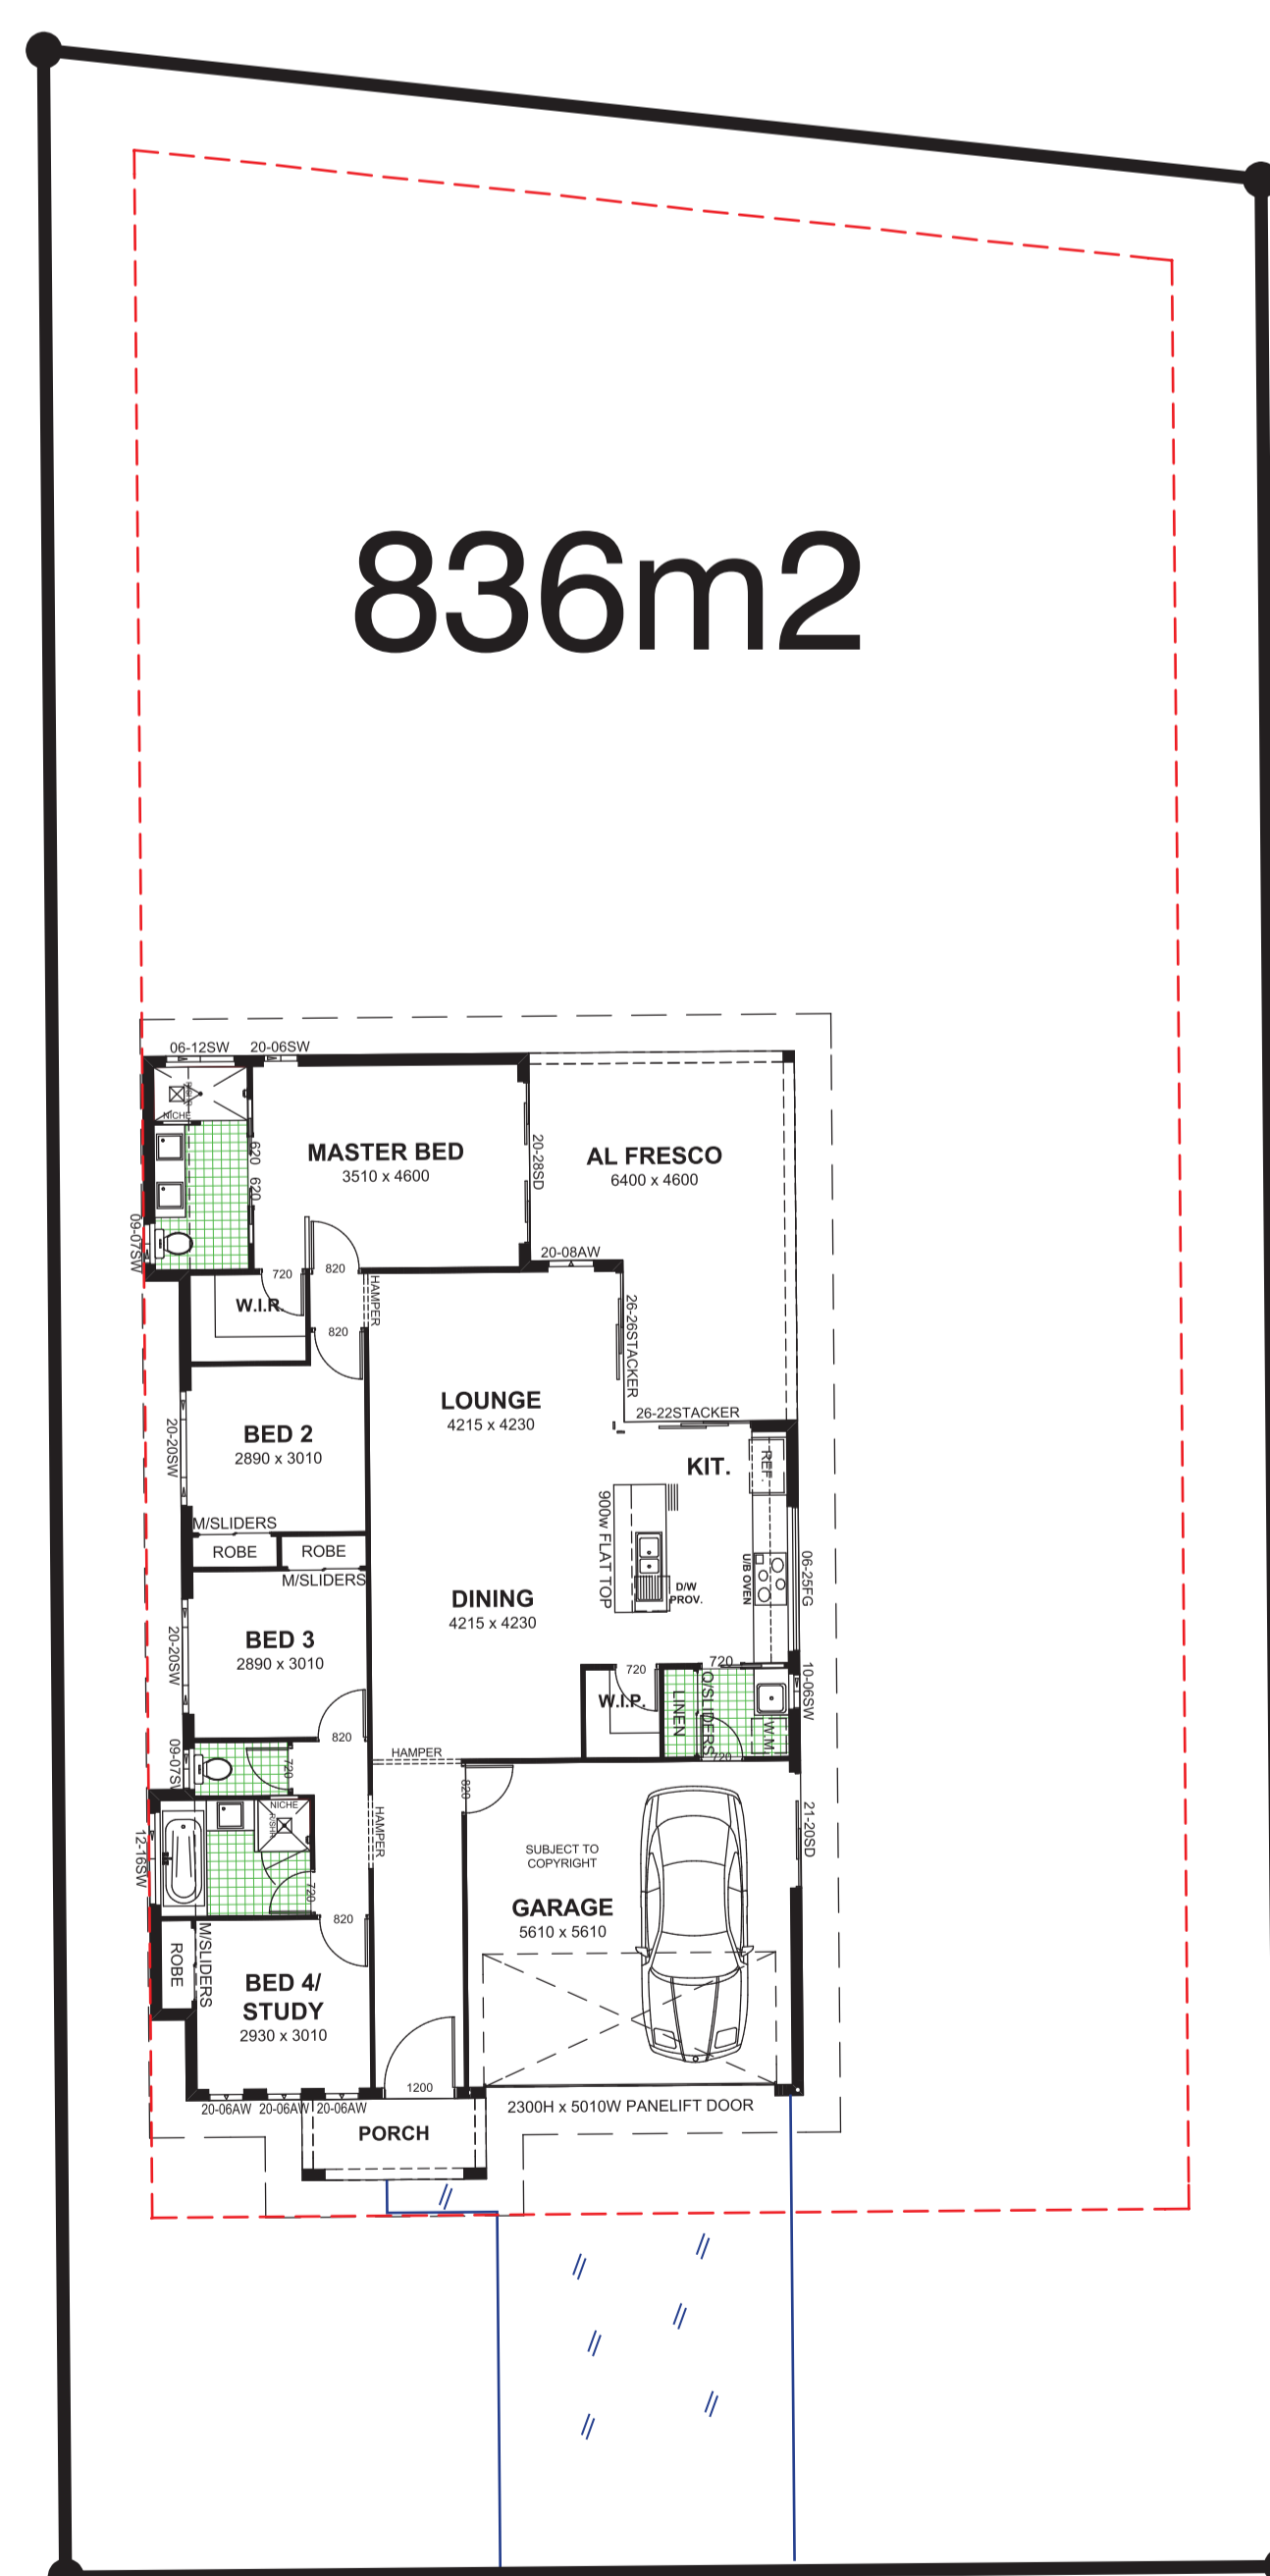 836m2
06-12SW
20-06SW
NICHE
MASTER BED
3510 x 4600
AL FRESCO
6400 x 4600
620
620
20-28SD
09-07SW
20-08AW
720
820
HAMPER
W.I.R.
820
26-26STACKER
LOUNGE
4215 x 4230
26-22STACKER
BED 2
2890 x 3010
20-20SW
KIT.
REF.
900w FLAT TOP
M/SLIDERS
ROBE
ROBE
M/SLIDERS
U/B OVEN
06-25FG
D/W
PROV.
DINING
4215 x 4230
BED 3
2890 x 3010
20-20SW
720
720
10-06SW
W.I.P.
LINEN
O/SLIDERS
W.M
720
820
HAMPER
09-07SW
720
820
NICHE
HAMPER
21-20SD
12-16SW
SUBJECT TO
COPYRIGHT
720
GARAGE
5610 x 5610
820
ROBE
M/SLIDERS
BED 4/
STUDY
2930 x 3010
1200
20-06AW
20-06AW
20-06AW
2300H x 5010W PANELIFT DOOR
PORCH